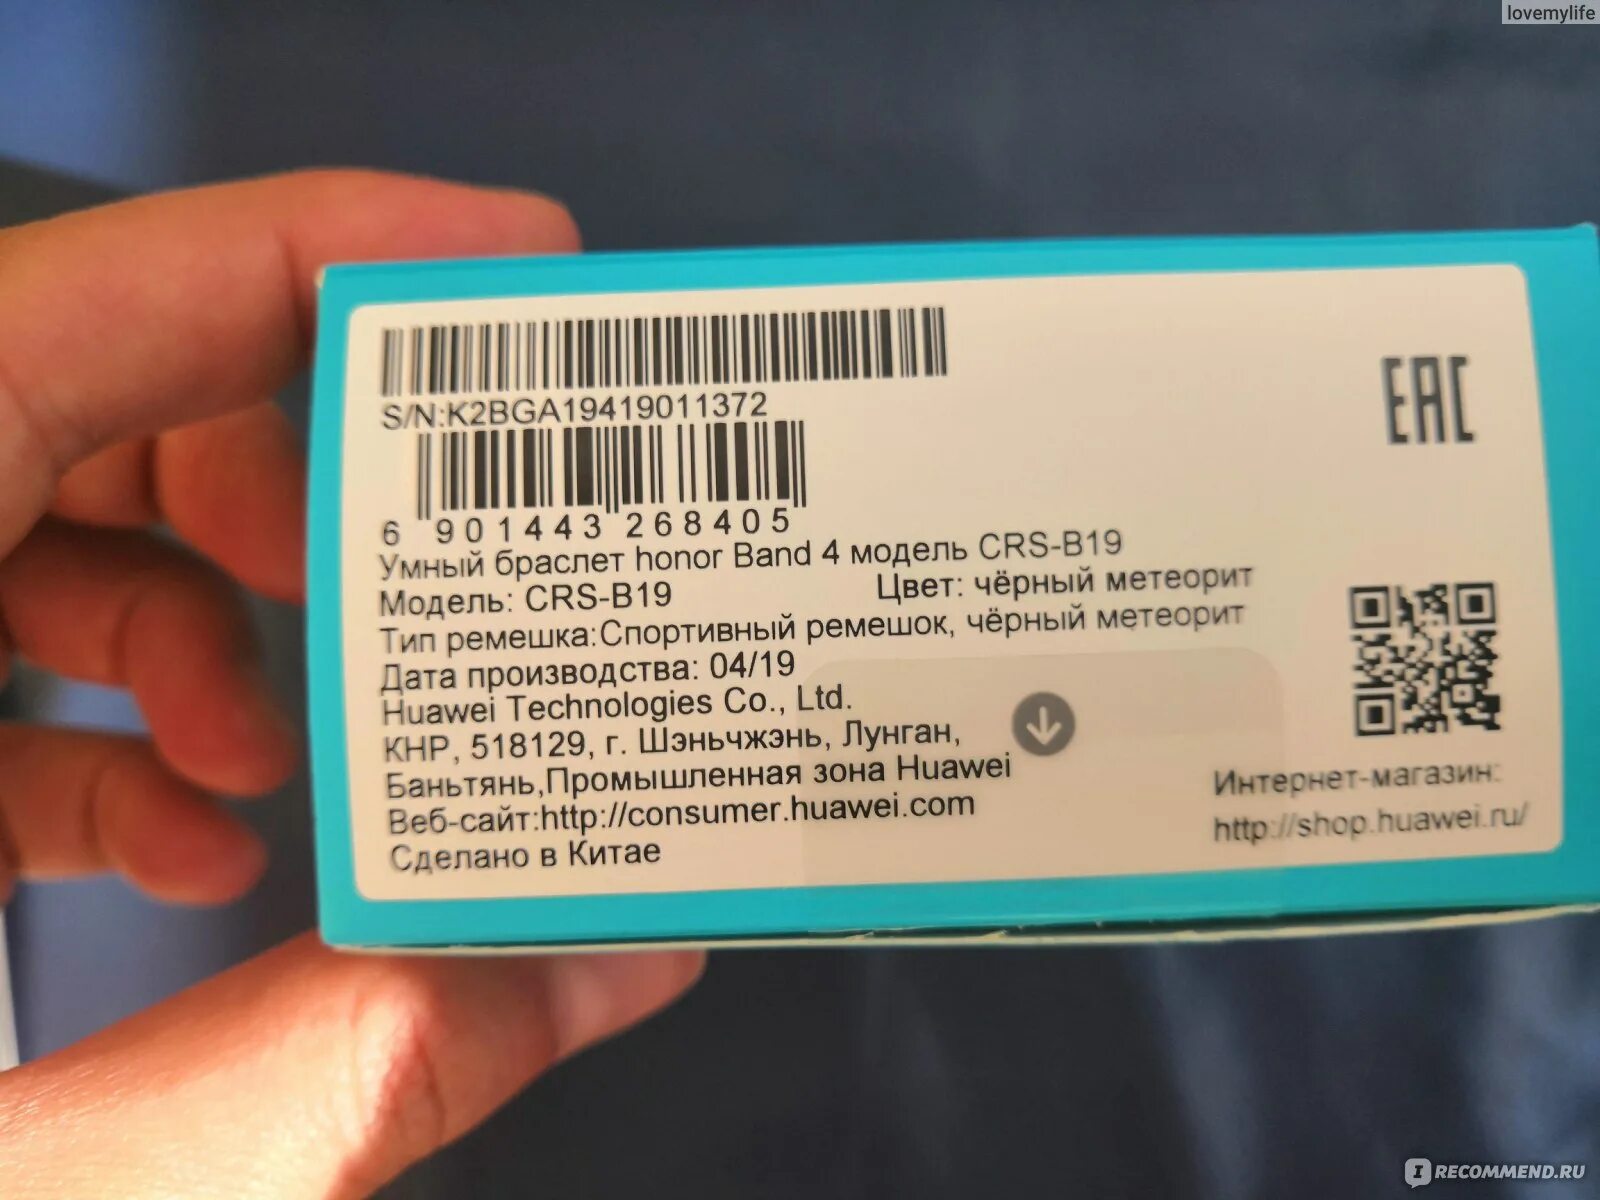 lovemylife
S/N:K2BGA19419011372
EAC
6 901443 268405
Умный браслет honor Band 4 модель CRS-B19
Модель: CRS-B19 Цвет: чёрный метеорит
Тип ремешка:Спортивный ремешок, чёрный метеорит
Дата производства: 04/19
Huawei Technologies Co., Ltd.
КНР, 518129, г. Шэньчжэнь, Лунган,
Баньтянь,Промышленная зона Huawei
Веб-сайт:http://consumer.huawei.com
Сделано в Китае
Интернет-магазин:
http://shop.huawei.ru/
IRECOMMEND.RU